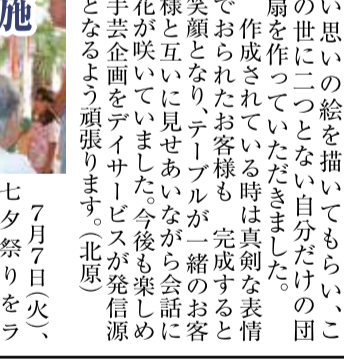 い思いの絵を描いてもらい、こ
の世に二つとない自分だけの団
扇を作っていただきました。
　作成されている時は真剣な表情
でおられたお客様も　完成すると
笑顔となり、テーブルが一緒のお客
様と互いに見せあいながら会話に
花が咲いていました。今後も楽しめ
手芸企画をデイサービスが発信源
となるよう頑張ります。(北原)
施
7月7日(火)、
七夕祭りをラ